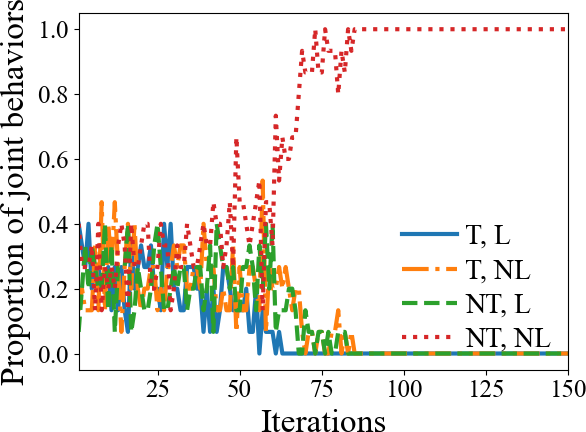 Proportion of joint behaviors
1.0
0.8
0.6
0.4
0.2
0.0
T, L
T, NL
NT, L
NT, NL
25
50
75
100
125
150
Iterations